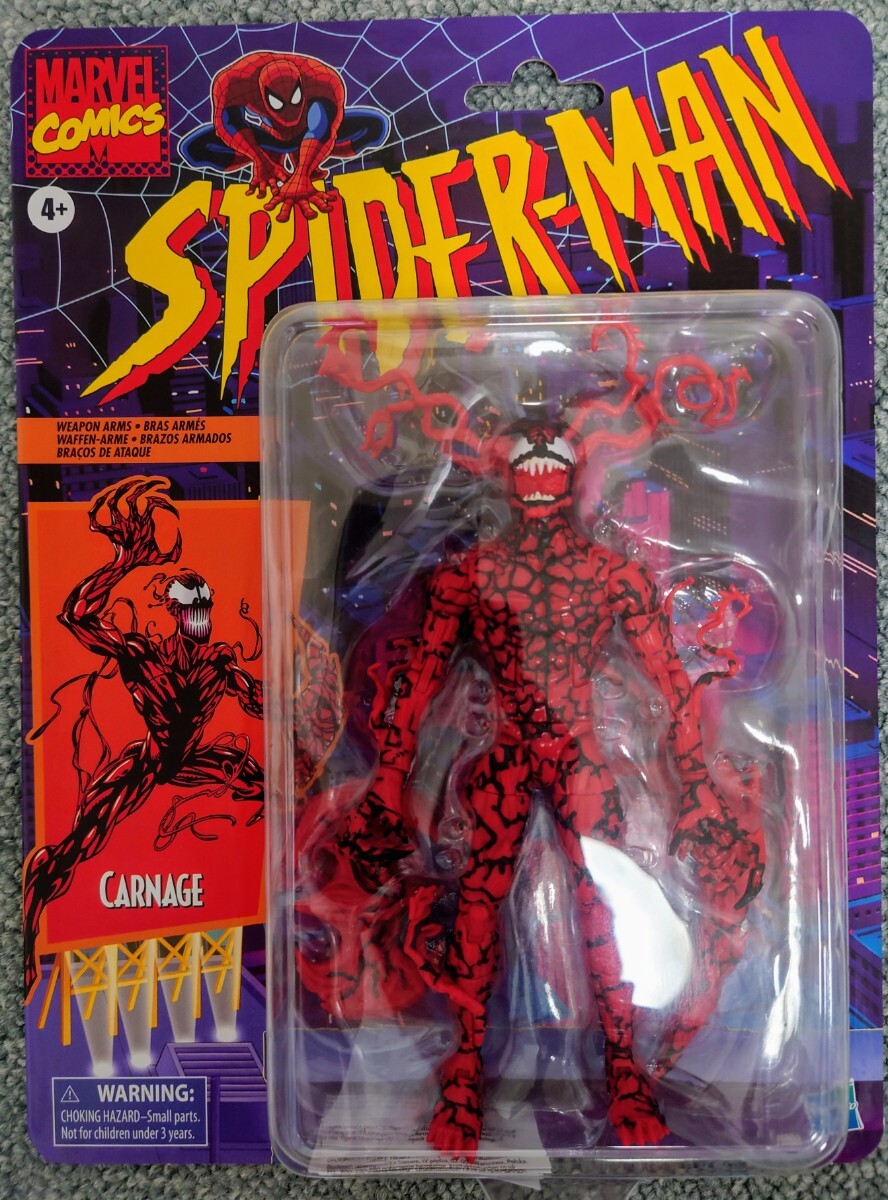 MARVEL
COMICS
SPIDER-MAN
4+
WEAPON ARMS • BRAS ARMÉS
WAFFEN-ARME • BRAZOS ARMADOS
BRAÇOS DE ATAQUE
CARNAGE
WARNING:
CHOKING HAZARD–Small parts.
Not for children under 3 years.